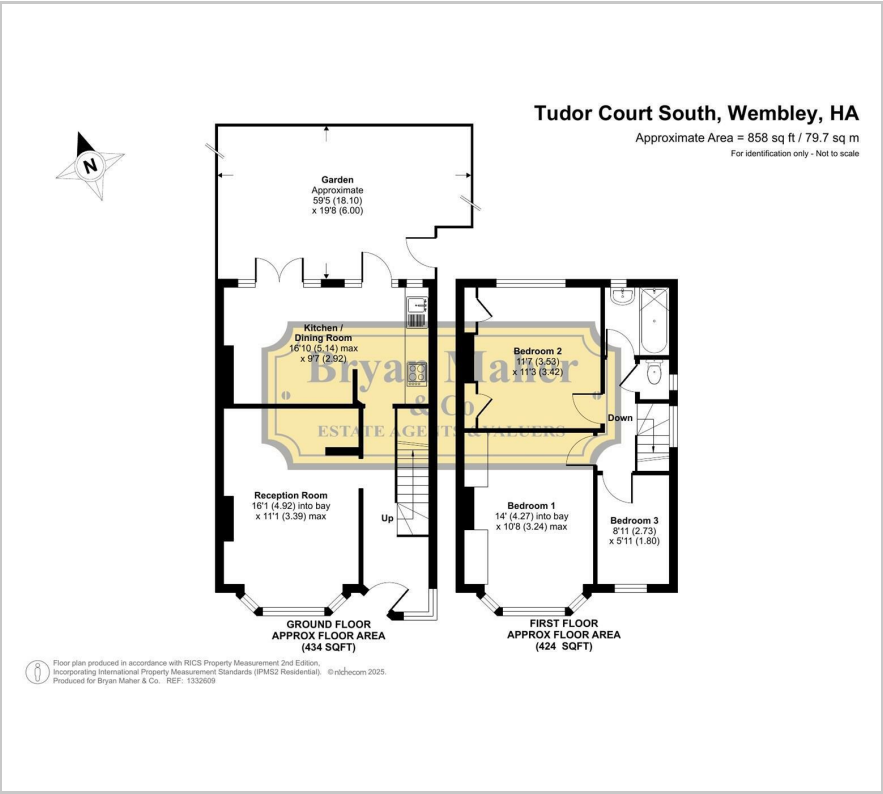 Tudor Court South, Wembley, HA
Approximate Area = 858 sq ft / 79.7 sq m
For identification only - Not to scale
N
Garden
Approximate
59'5 (18.10)
x 19'8 (6.00)
Kitchen /
Dining Room
16'10 (5.14) max
x 9'7 (2.92)
Bedroom 2
11'7 (3.53)
x 11'3 (3.42)
Bryan Maher
& Co
ESTATE AGENTS & VALUERS
Down
Reception Room
16'1 (4.92) into bay
x 11'1 (3.39) max
Up
Bedroom 1
14' (4.27) into bay
x 10'8 (3.24) max
Bedroom 3
8'11 (2.73)
x 5'11 (1.80)
GROUND FLOOR
APPROX FLOOR AREA
(434 SQFT)
FIRST FLOOR
APPROX FLOOR AREA
(424 SQFT)
Floor plan produced in accordance with RICS Property Measurement 2nd Edition,
Incorporating International Property Measurement Standards (IPMS2 Residential). © nichecom 2025.
Produced for Bryan Maher & Co. REF: 1332609